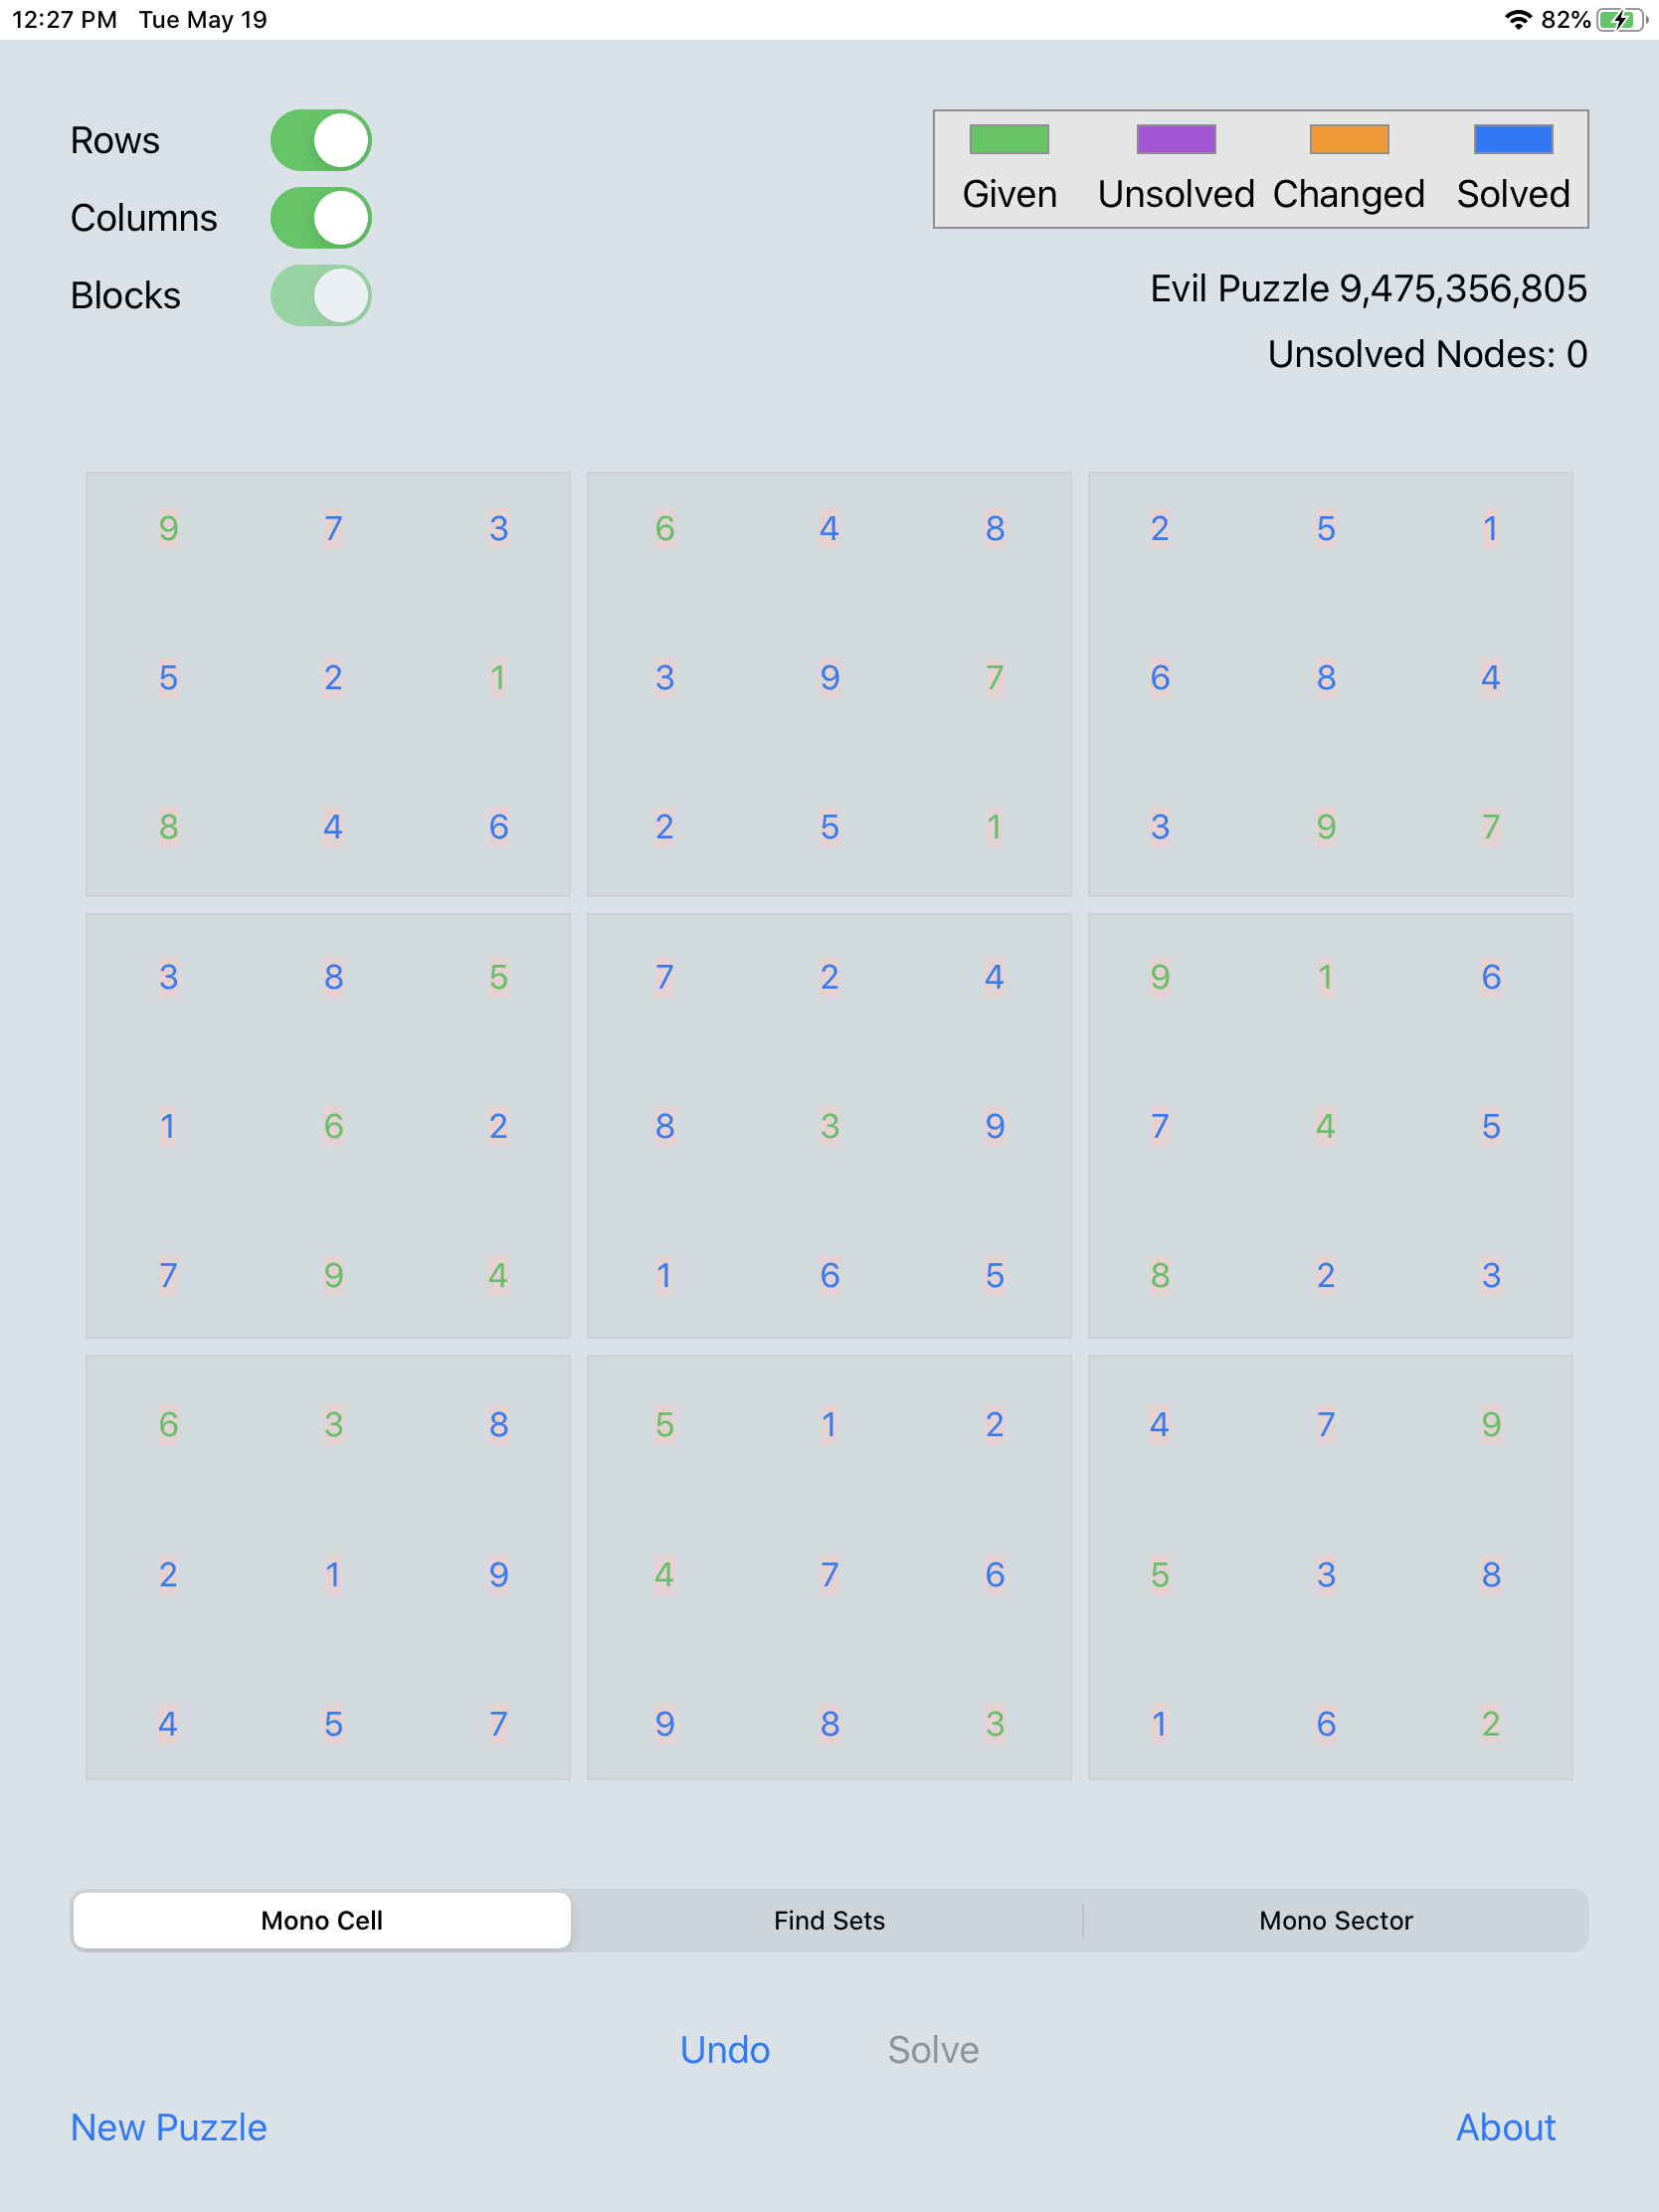 12:27 PM Tue May 19 82%
Rows
Columns
Blocks
Given Unsolved Changed Solved
Evil Puzzle 9,475,356,805
Unsolved Nodes: 0
9 7 3 6 4 8 2 5 1
5 2 1 3 9 7 6 8 4
8 4 6 2 5 1 3 9 7
3 8 5 7 2 4 9 1 6
1 6 2 8 3 9 7 4 5
7 9 4 1 6 5 8 2 3
6 3 8 5 1 2 4 7 9
2 1 9 4 7 6 5 3 8
4 5 7 9 8 3 1 6 2
Mono Cell Find Sets Mono Sector
Undo Solve
New Puzzle About